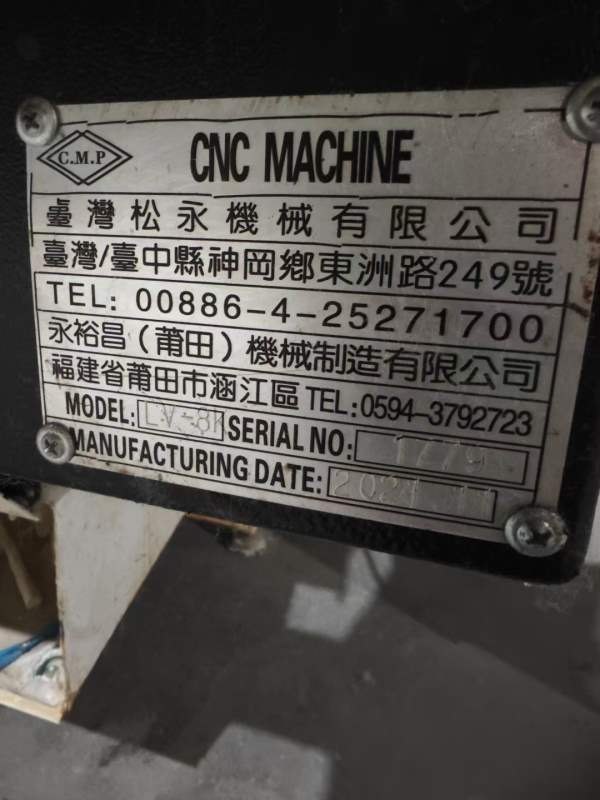 C.M.P
CNC MACHINE
臺灣松永機械有限公司
臺灣/臺中縣神岡鄉東洲路249號
TEL: 00886-4-25271700
永裕昌（莆田）機械制造有限公司
福建省莆田市涵江區 TEL:0594-3792723
MODEL: SERIAL NO:
MANUFACTURING DATE: